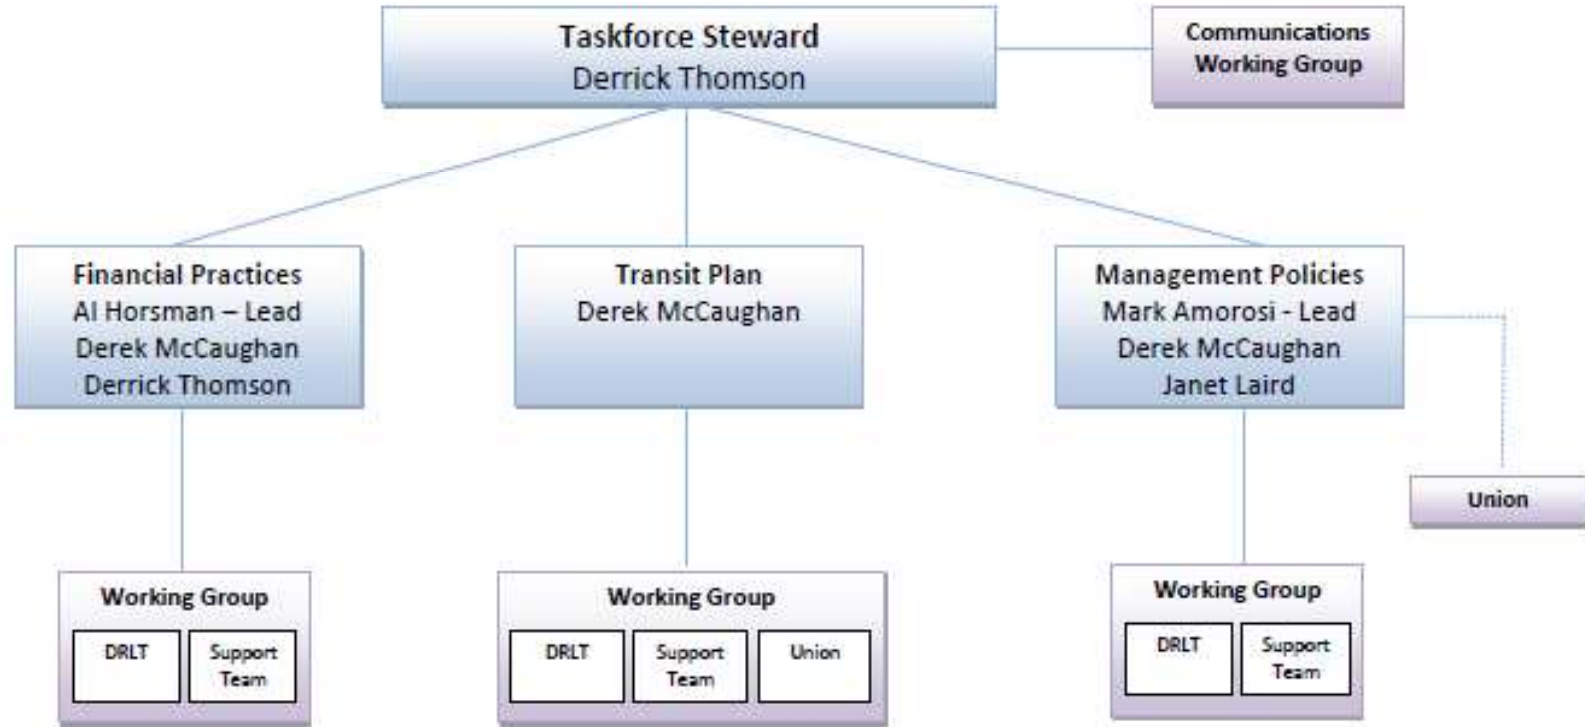 Taskforce Steward
Derrick Thomson
Communications
Working Group
Financial Practices
Al Horsman – Lead
Derek McCaughan
Derrick Thomson
Transit Plan
Derek McCaughan
Management Policies
Mark Amorosi - Lead
Derek McCaughan
Janet Laird
Union
Working Group
DRLT
Support
Team
Working Group
DRLT
Support
Team
Union
Working Group
DRLT
Support
Team